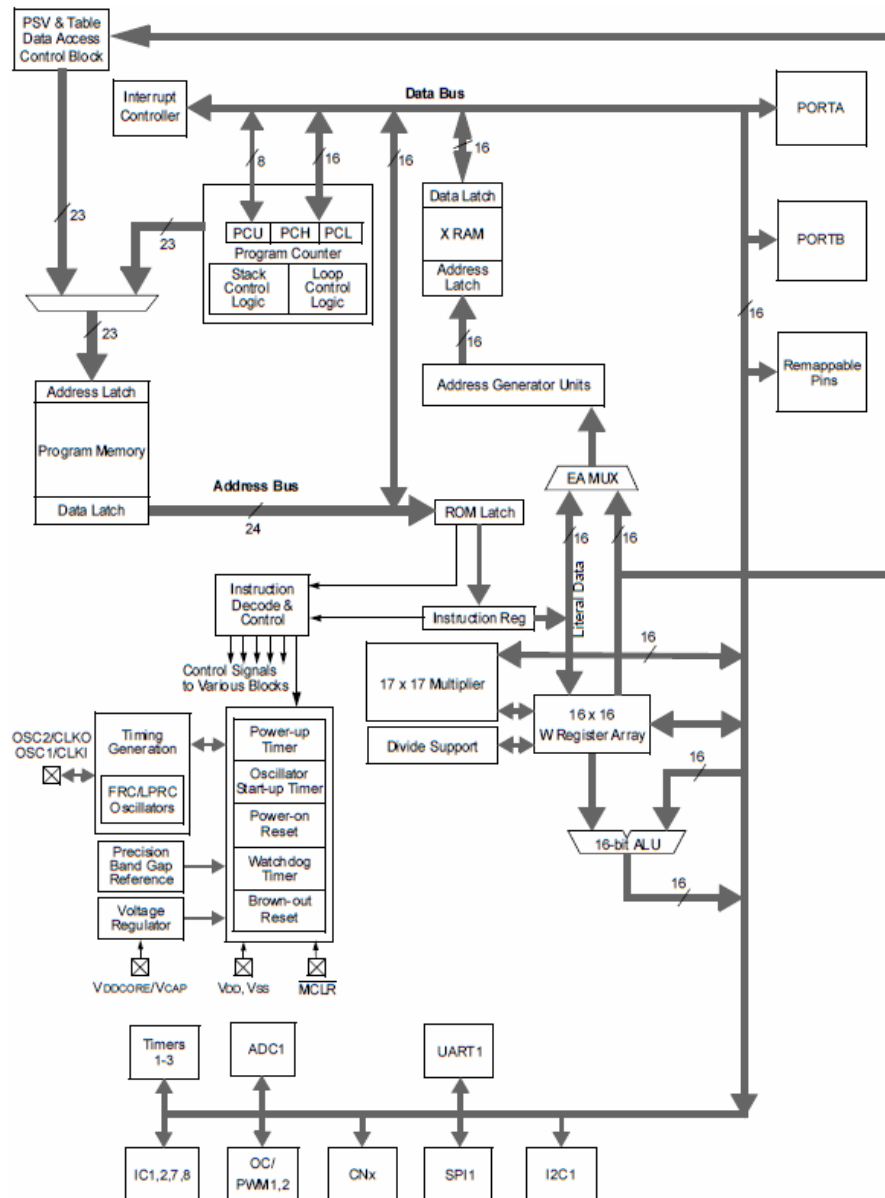 PSV & Table
Data Access
Control Block
Interrupt
Controller
Data Bus
PORTA
8
16
16
16
Data Latch
X RAM
Address
Latch
23
23
PCU
PCH
PCL
Program Counter
Stack
Control
Logic
Loop
Control
Logic
PORTB
16
23
16
Remappable
Pins
Address Latch
Program Memory
Data Latch
Address Generator Units
EA MUX
Address Bus
24
ROM Latch
16
16
Literal Data
Instruction
Decode &
Control
Instruction Reg
Control Signals
to Various Blocks
16
17 x 17 Multiplier
Divide Support
16 x 16
W Register Array
OSC2/CLKO
OSC1/CLKI
Timing
Generation
FRC/LPRC
Oscillators
Power-up
Timer
Oscillator
Start-up Timer
Power-on
Reset
Watchdog
Timer
Brown-out
Reset
16
16-bit ALU
16
Precision
Band Gap
Reference
Voltage
Regulator
VDDCORE/VCAP
VDD, VSS
MCLR
Timers
1-3
ADC1
UART1
IC1,2,7,8
OC/
PWM1,2
CNx
SPI1
I2C1